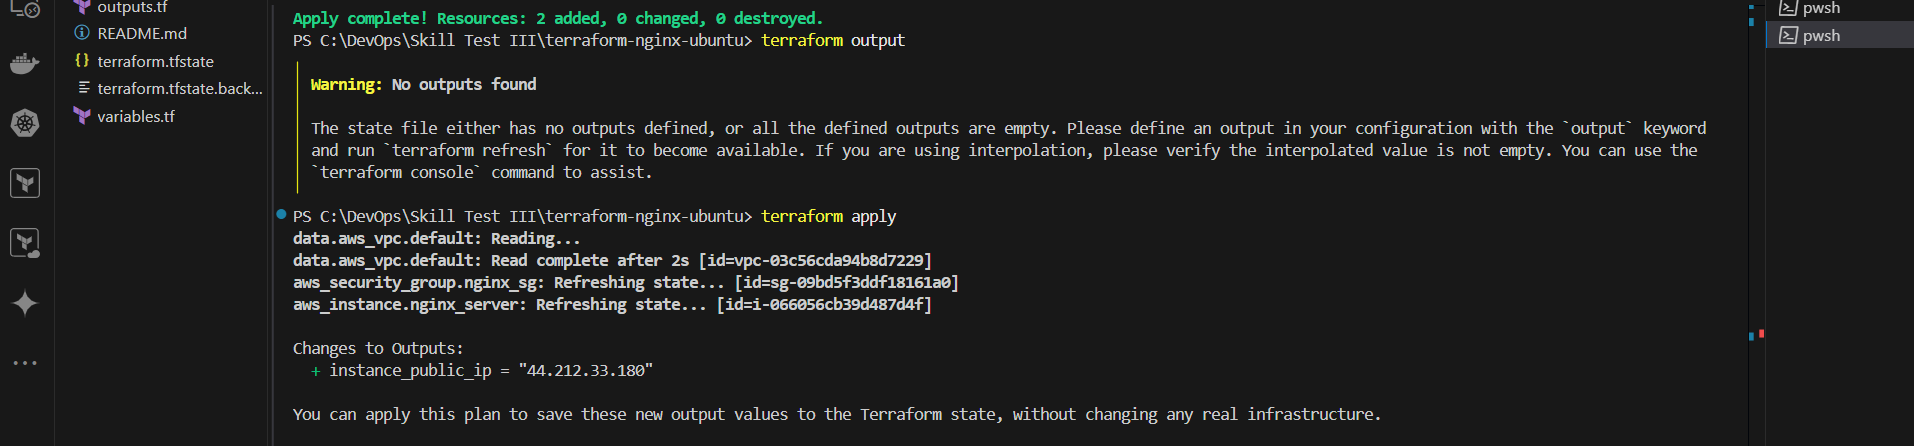 outputs.tf
README.md
terraform.tfstate
terraform.tfstate.back...
variables.tf
Apply complete! Resources: 2 added, 0 changed, 0 destroyed.
PS C:\DevOps\Skill Test III\terraform-nginx-ubuntu> terraform output
Warning: No outputs found
The state file either has no outputs defined, or all the defined outputs are empty. Please define an output in your configuration with the `output` keyword
and run `terraform refresh` for it to become available. If you are using interpolation, please verify the interpolated value is not empty. You can use the
`terraform console` command to assist.
PS C:\DevOps\Skill Test III\terraform-nginx-ubuntu> terraform apply
data.aws_vpc.default: Reading...
data.aws_vpc.default: Read complete after 2s [id=vpc-03c56cda94b8d7229]
aws_security_group.nginx_sg: Refreshing state... [id=sg-09bd5f3ddf18161a0]
aws_instance.nginx_server: Refreshing state... [id=i-066056cb39d487d4f]
Changes to Outputs:
+ instance_public_ip = "44.212.33.180"
You can apply this plan to save these new output values to the Terraform state, without changing any real infrastructure.
pwsh
pwsh